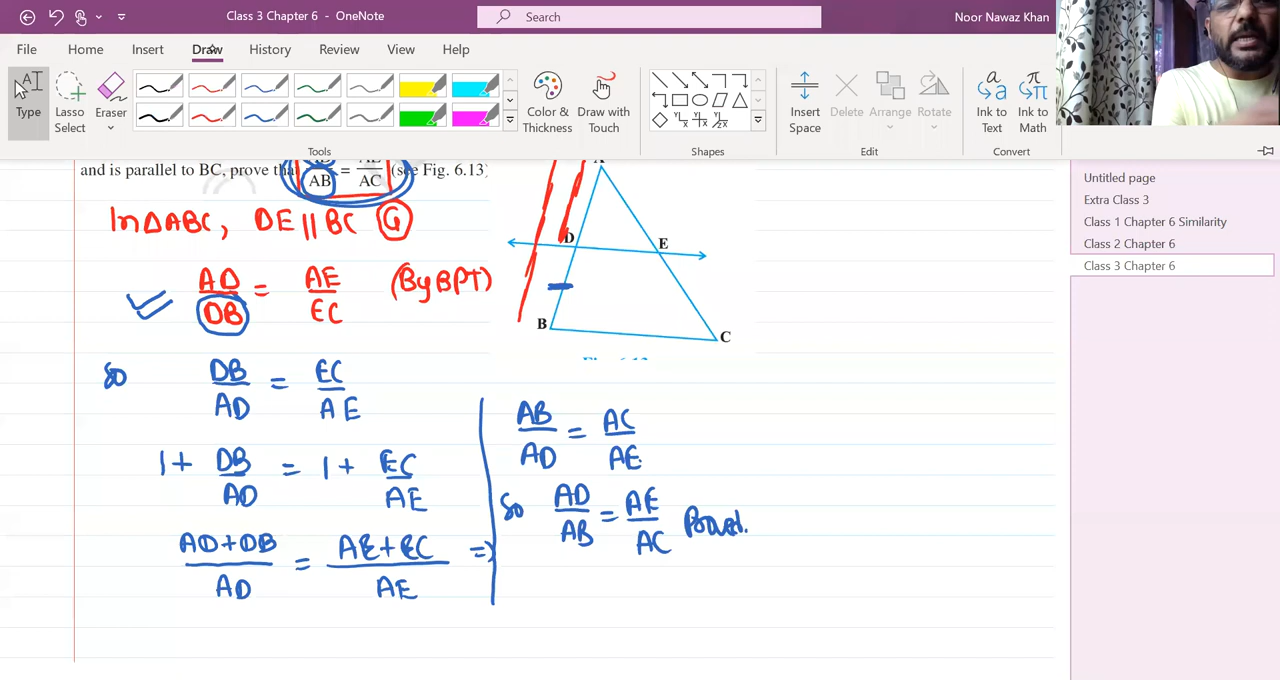 Class 3 Chapter 6 - OneNote
Search
Noor Nawaz Khan
File Home Insert Draw History Review View Help
Type
Lasso Select
Eraser
Color & Thickness
Draw with Touch
Insert Space
Delete
Arrange
Rotate
Ink to Text
Ink to Math
Tools
Shapes
Edit
Convert
Untitled page
Extra Class 3
Class 1 Chapter 6 Similarity
Class 2 Chapter 6
Class 3 Chapter 6
and is parallel to BC, prove that AD/AB = AE/AC (see Fig. 6.13)
In ΔABC, DE || BC G
AD/DB = AE/EC (By BPT)
So DB/AD = EC/AE
1 + DB/AD = 1 + EC/AE
AD+DB/AD = AE+EC/AE =>
AB/AD = AC/AE
So AD/AB = AE/AC Proved.
A
D
E
B
C